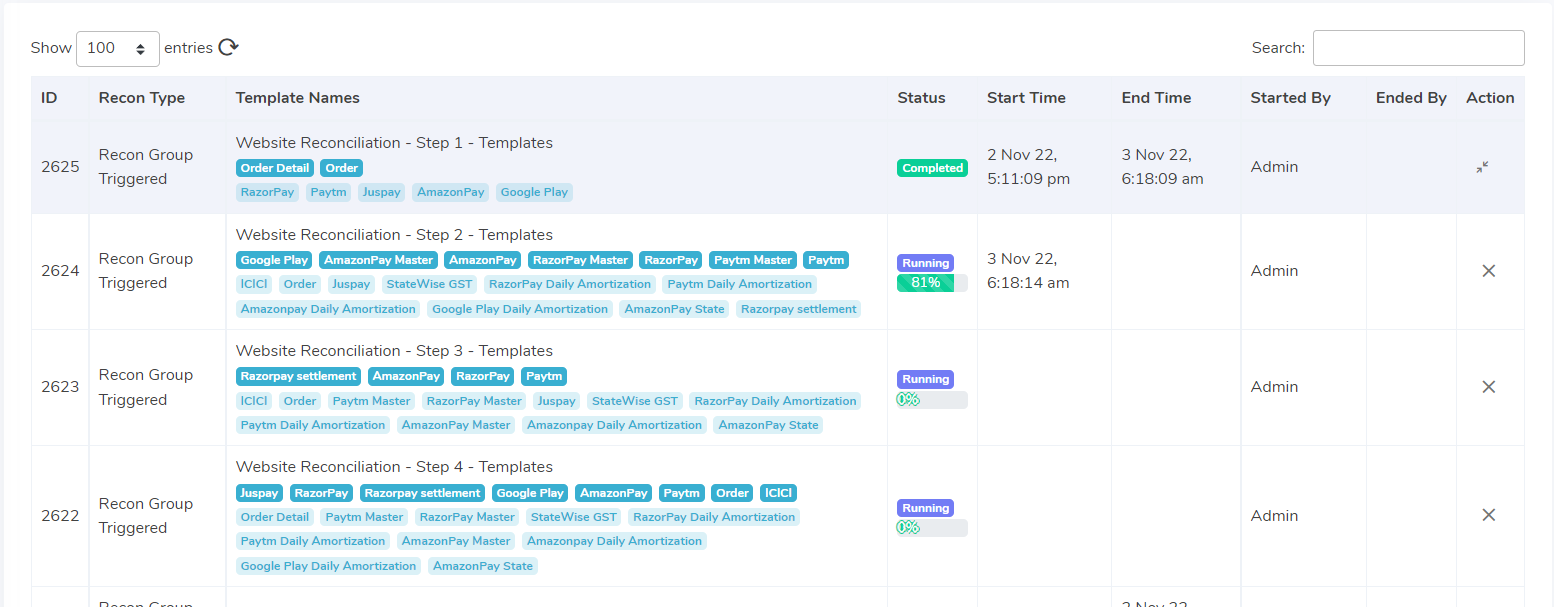 Show 100 entries Search:
ID Recon Type Template Names Status Start Time End Time Started By Ended By Action
2625
Recon Group
Triggered
Website Reconciliation - Step 1 - Templates
Order Detail Order
RazorPay Paytm Juspay AmazonPay Google Play
Completed
2 Nov 22,
5:11:09 pm
3 Nov 22,
6:18:09 am
Admin
2624
Recon Group
Triggered
Website Reconciliation - Step 2 - Templates
Google Play AmazonPay Master AmazonPay RazorPay Master RazorPay Paytm Master Paytm
ICICI Order Juspay StateWise GST RazorPay Daily Amortization Paytm Daily Amortization
Amazonpay Daily Amortization Google Play Daily Amortization AmazonPay State Razorpay settlement
Running
81%
3 Nov 22,
6:18:14 am
Admin
2623
Recon Group
Triggered
Website Reconciliation - Step 3 - Templates
Razorpay settlement AmazonPay RazorPay Paytm
ICICI Order Paytm Master RazorPay Master Juspay StateWise GST RazorPay Daily Amortization
Paytm Daily Amortization AmazonPay Master Amazonpay Daily Amortization AmazonPay State
Running
0%
Admin
2622
Recon Group
Triggered
Website Reconciliation - Step 4 - Templates
Juspay RazorPay Razorpay settlement Google Play AmazonPay Paytm Order ICICI
Order Detail Paytm Master RazorPay Master StateWise GST RazorPay Daily Amortization
Paytm Daily Amortization AmazonPay Master Amazonpay Daily Amortization
Google Play Daily Amortization AmazonPay State
Running
0%
Admin
Recon Group